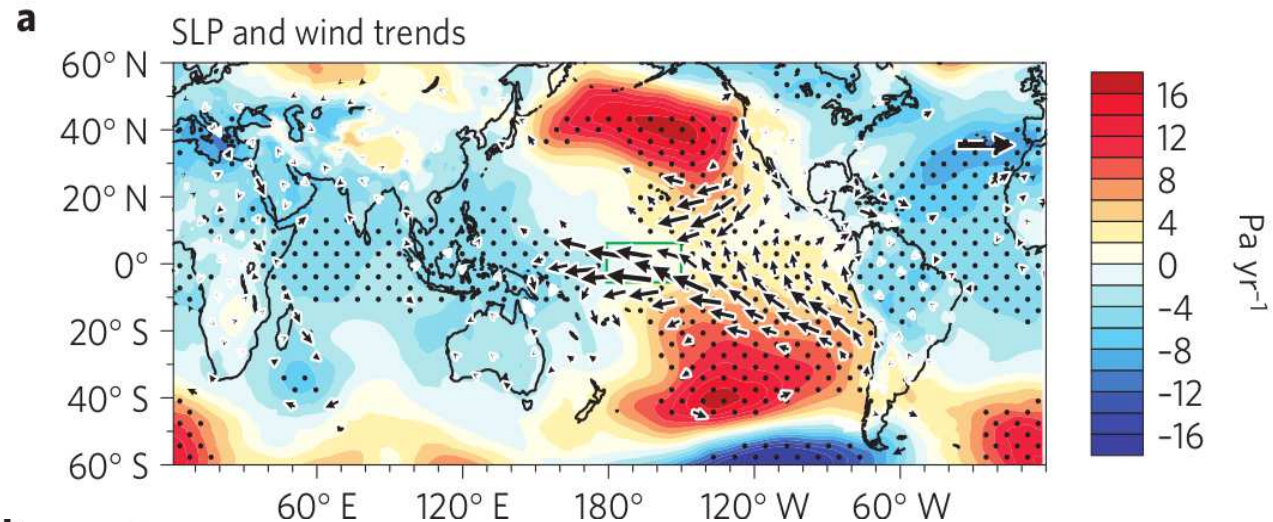 a
SLP and wind trends
60° N
40° N
20° N
0°
20° S
40° S
60° S
60° E 120° E 180° 120° W 60° W
16
12
8
4
0
−4
−8
−12
−16
Pa yr⁻¹